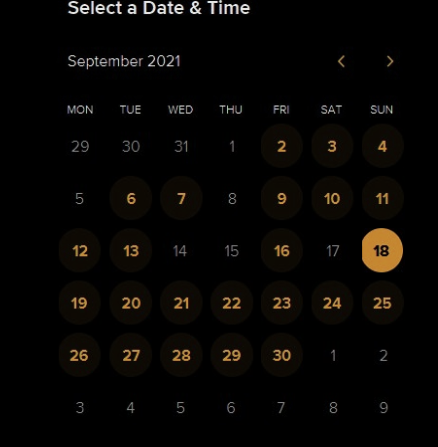 Select a Date & Time
September 2021
MON TUE WED THU FRI SAT SUN
29 30 31 1 2 3 4
5 6 7 8 9 10 11
12 13 14 15 16 17 18
19 20 21 22 23 24 25
26 27 28 29 30 1 2
3 4 5 6 7 8 9